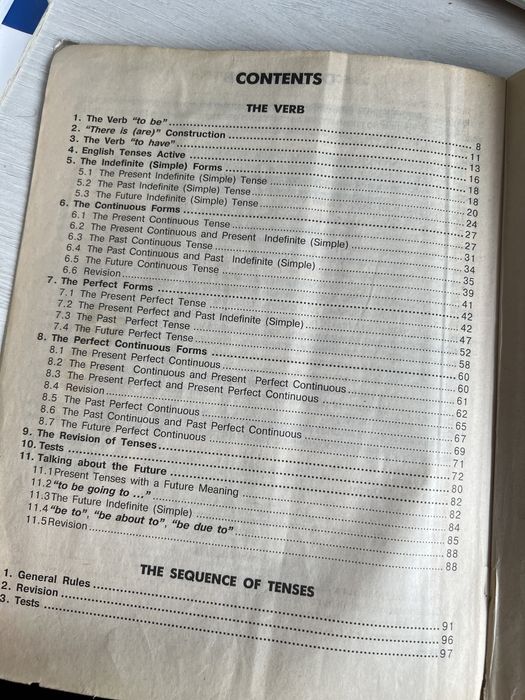 CONTENTS
THE VERB
1. The Verb "to be" 8
2. "There is (are)" Construction 11
3. The Verb "to have" 13
4. English Tenses Active 16
5. The Indefinite (Simple) Forms 18
5.1 The Present Indefinite (Simple) Tense 18
5.2 The Past Indefinite (Simple) Tense 20
5.3 The Future Indefinite (Simple) Tense 24
6. The Continuous Forms 27
6.1 The Present Continuous Tense 27
6.2 The Present Continuous and Present Indefinite (Simple) 31
6.3 The Past Continuous Tense 34
6.4 The Past Continuous and Past Indefinite (Simple) 35
6.5 The Future Continuous Tense 39
6.6 Revision 41
7. The Perfect Forms 42
7.1 The Present Perfect Tense 42
7.2 The Present Perfect and Past Indefinite (Simple) 47
7.3 The Past Perfect Tense 52
7.4 The Future Perfect Tense 58
8. The Perfect Continuous Forms 60
8.1 The Present Perfect Continuous 60
8.2 The Present Continuous and Present Perfect Continuous 61
8.3 The Present Perfect and Present Perfect Continuous 62
8.4 Revision 65
8.5 The Past Perfect Continuous 67
8.6 The Past Continuous and Past Perfect Continuous 69
8.7 The Future Perfect Continuous 71
9. The Revision of Tenses 72
10. Tests 80
11. Talking about the Future 82
11.1 Present Tenses with a Future Meaning 82
11.2 "to be going to ..." 84
11.3 The Future Indefinite (Simple) 85
11.4 "be to", "be about to", "be due to" 88
11.5 Revision 88
THE SEQUENCE OF TENSES
1. General Rules 91
2. Revision 96
3. Tests 97